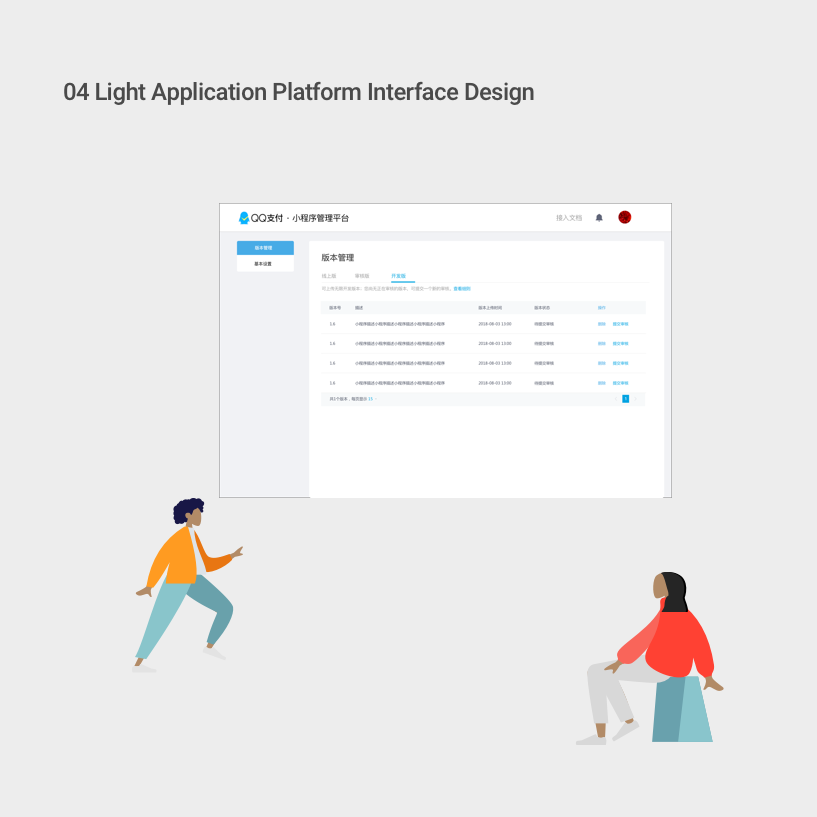 04 Light Application Platform Interface Design
QQ支付 · 小程序管理平台
接入文档
版本管理
基本设置
版本管理
线上版 审核版 开发版
查看规则
版本号 描述 版本上传时间 版本状态 操作
1.6 小程序描述小程序描述小程序描述小程序描述小程序 2018-08-03 13:00 待提交审核 删除 提交审核
1.6 小程序描述小程序描述小程序描述小程序描述小程序 2018-08-03 13:00 待提交审核 删除 提交审核
1.6 小程序描述小程序描述小程序描述小程序描述小程序 2018-08-03 13:00 待提交审核 删除 提交审核
1.6 小程序描述小程序描述小程序描述小程序描述小程序 2018-08-03 13:00 待提交审核 删除 提交审核
共1个版本，每页显示 15